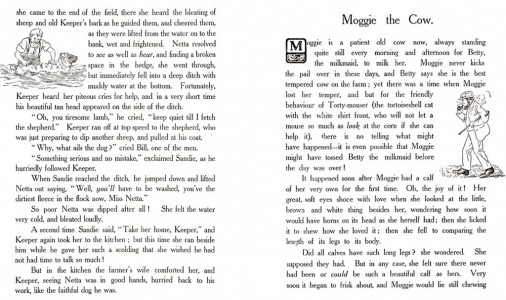 she came to the end of the field, there she heard the bleating of
sheep and old Keeper's bark as he guided them, and cheered them,
as they were lifted from the water on to the
bank, wet and frightened. Netta resolved
to see as well as hear, and finding a broken
space in the hedge, she went through,
but immediately fell into a deep ditch with
muddy water at the bottom. Fortunately,
Keeper heard her piteous cries for help, and in a very short time
his beautiful tan head appeared on the side of the ditch.
"Oh, you tiresome lamb," he cried, "keep quiet till I fetch
the shepherd." Keeper ran off at top speed to the shepherd, who
was just preparing to dip another sheep, and pulled at his coat.
"Why, what ails the dog?" cried Bill, one of the men.
"Something serious and no mistake," exclaimed Sandie, as he
hurriedly followed Keeper.
When Sandie reached the ditch, he jumped down and lifted
Netta out saying, "Well, you'll have to be washed, you've the
dirtiest fleece in the flock now, Miss Netta."
So poor Netta was dipped after all! She felt the water
very cold, and bleated loudly.
A second time Sandie said, "Take her home, Keeper," and
Keeper again took her to the kitchen; but this time she ran beside
him while he gave her such a scolding that she wished he had
not had time to talk so much!
But in the kitchen the farmer's wife comforted her, and
Keeper, seeing Netta was in good hands, hurried back to his
work, like the faithful dog he was.
Moggie the Cow.
Moggie is a patient old cow now, always standing
quite still every morning and afternoon for Betty,
the milkmaid, to milk her. Moggie never kicks
the pail over in these days, and Betty says she is the best
tempered cow on the farm; yet there was a time when Moggie
lost her temper, and but for the friendly
behaviour of Torty-mouser (the tortoiseshell cat
with the white shirt front, who will not let a
mouse so much as look at the corn if she can
help it), there is no telling what might
have happened—it is even possible that Moggie
might have tossed Betty the milkmaid before
the day was over!
It happened soon after Moggie had a calf
of her very own for the first time. Oh, the joy of it! Her
great, soft eyes shore with love when she looked at the little,
brown and white thing besides her, wondering how soon it
would have horns on its head as she herself had; then she licked
it to shew how she loved it; then she fell to comparing the
length of its legs to its body.
Did all calves have such long legs? she wondered. She
supposed they had. But in any case, she felt sure there never
had been or could be such a beautiful calf as hers. Very
soon it began to frisk about, and Moggie would lie still chewing